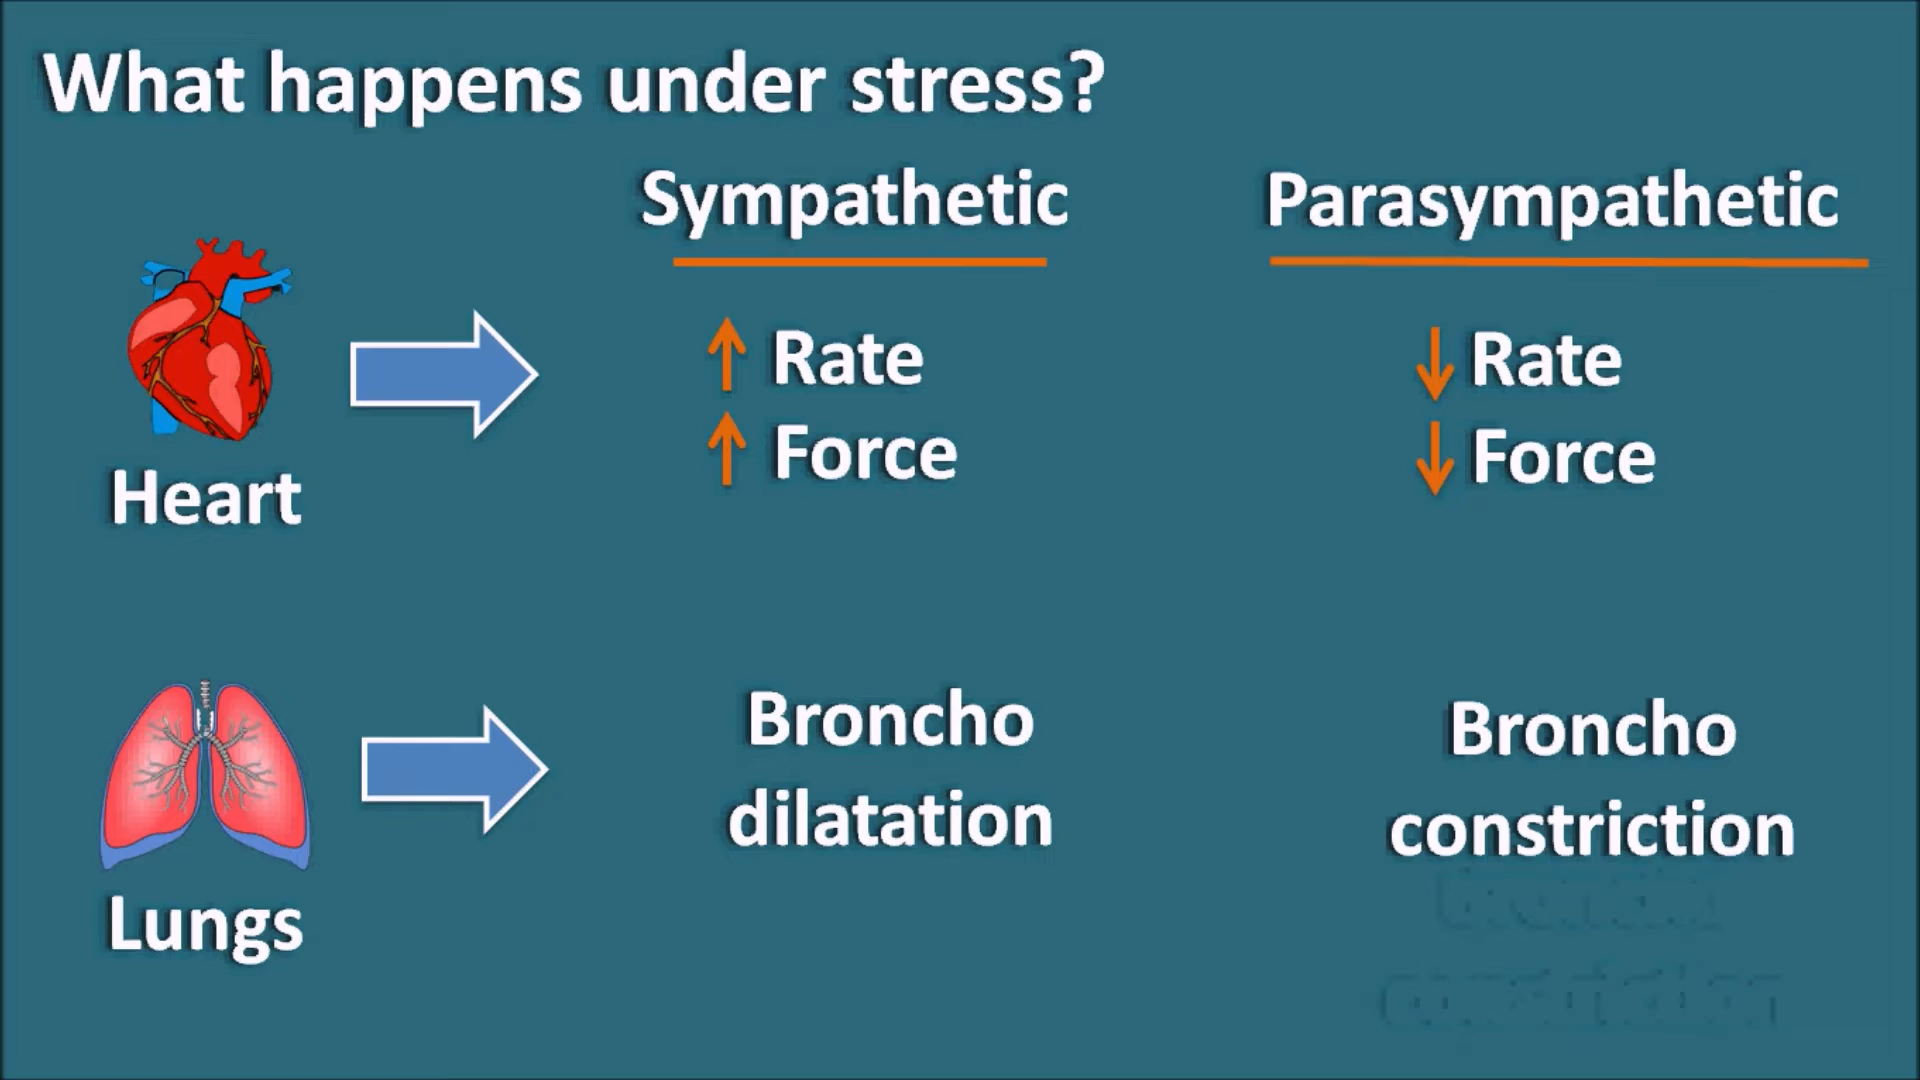 What happens under stress?
Sympathetic
Parasympathetic
↑ Rate
↑ Force
↓ Rate
↓ Force
Heart
Broncho
dilatation
Broncho
constriction
Lungs